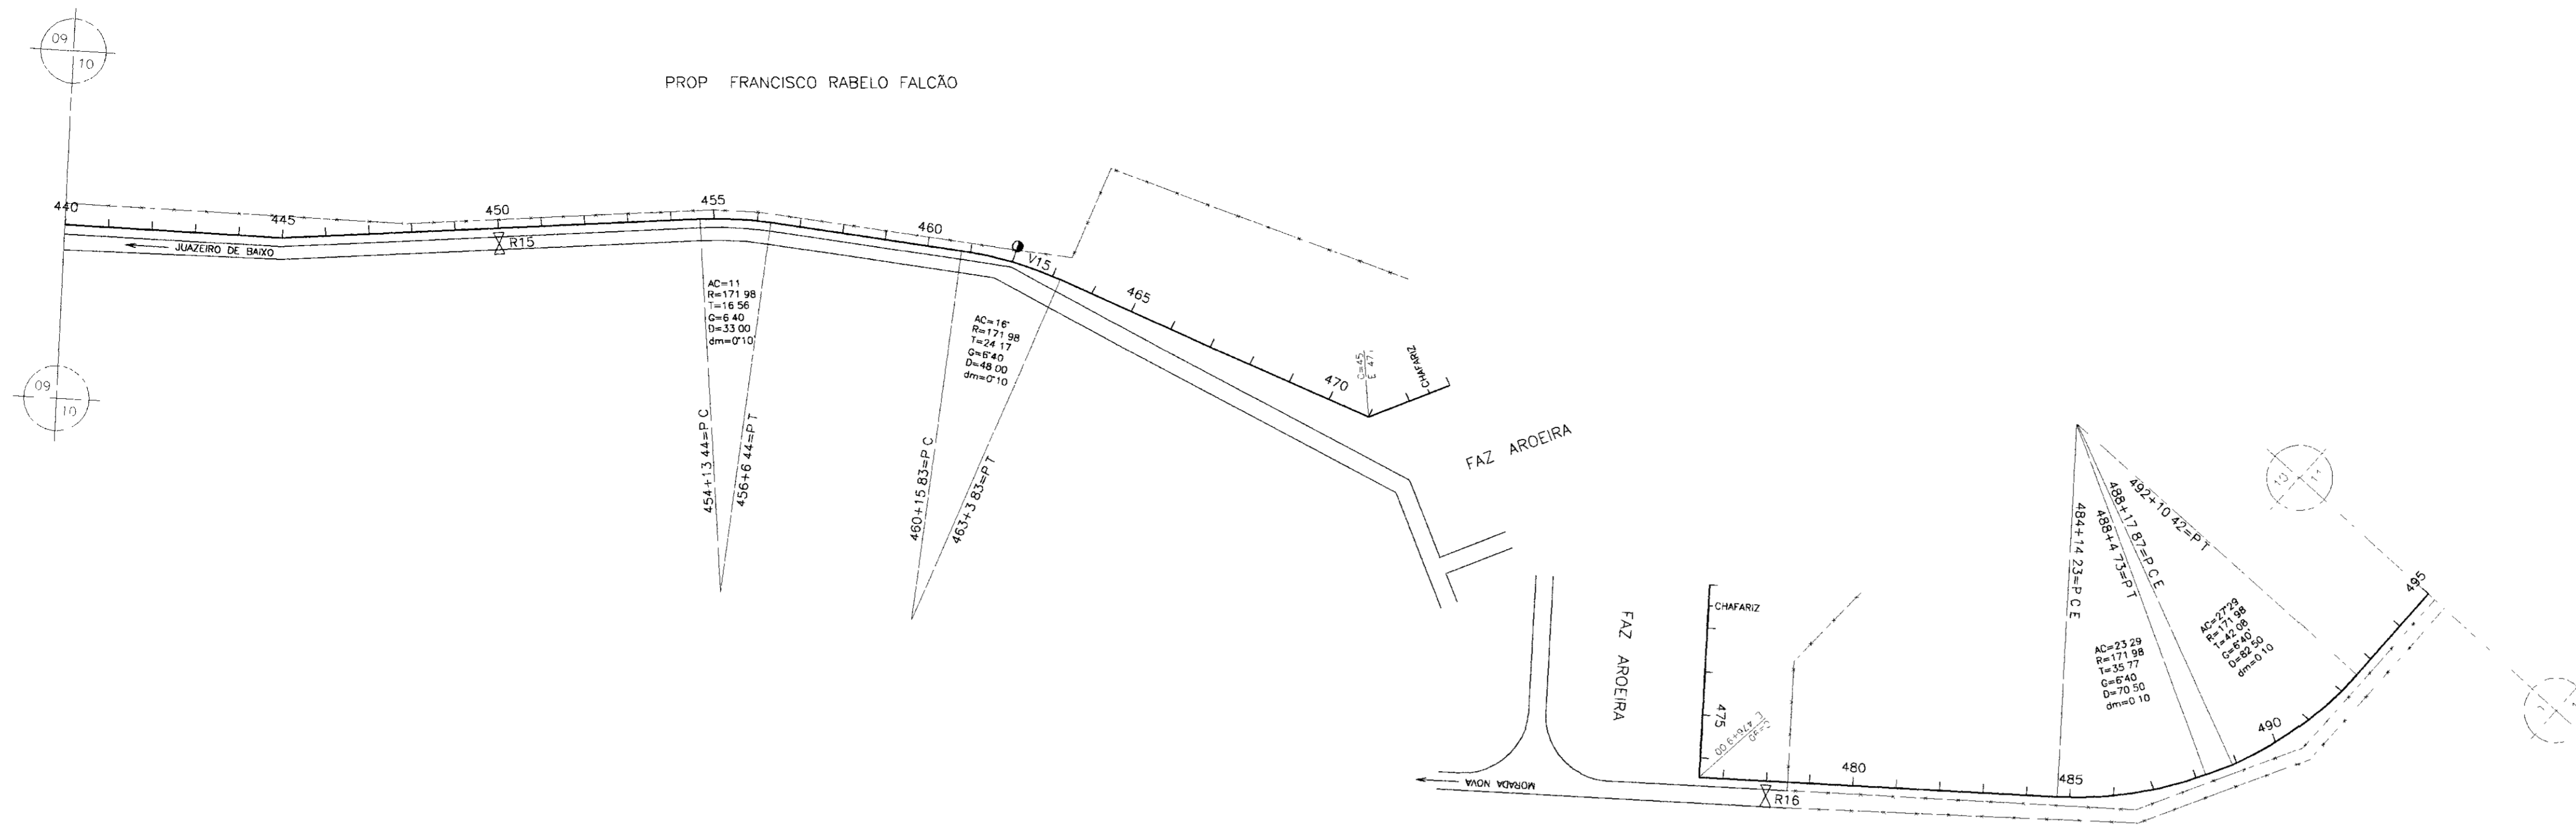 09
10
PROP FRANCISCO RABELO FALCÃO
440
445
450
455
460
465
470
JUAZEIRO DE BAIXO
R15
V15
AC=11
R=171 98
T=16 56
G=6 40
D=33 00
dm=0°10
AC=16°
R=171 98
T=24 17
G=6°40
D=48 00
dm=0°10
454+13 44=P C
456+6 44=P T
460+15 83=P C
463+3 83=P T
09
10
CHAFARIZ
FAZ AROEIRA
FAZ AROEIRA
CHAFARIZ
475
476+9 00
MORADA NOVA
R16
480
485
490
495
484+14 23=P C E
488+4 73=P T
488+17 87=P C E
492+10 42=P T
AC=23 29
R=171 98
T=35 77
G=6°40
D=70 50
dm=0 10
AC=27°29
R=171 98
T=42 08
G=6°40'
D=82 50
dm=0 10